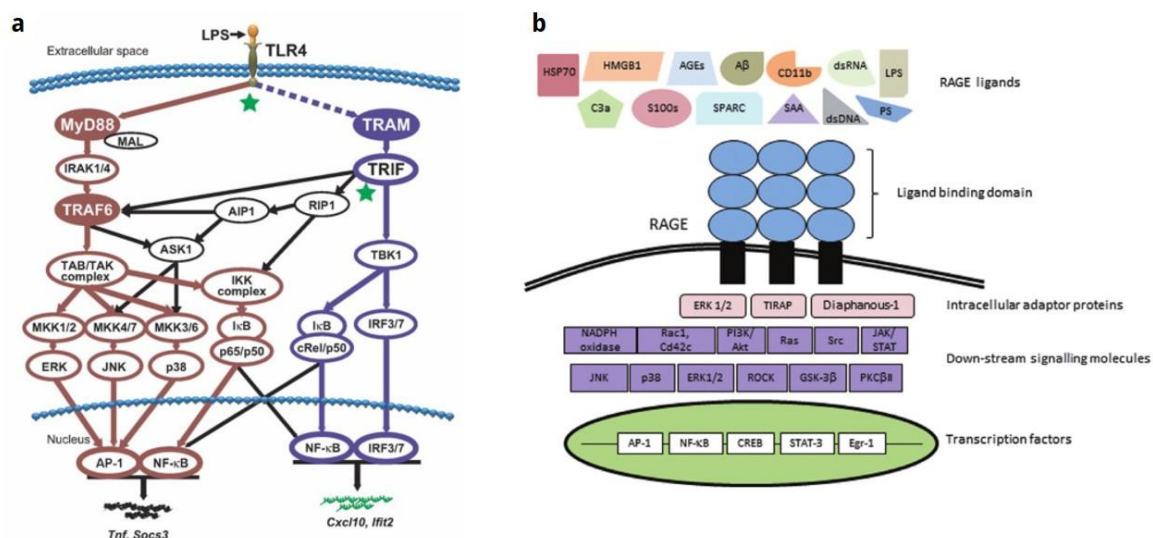 a
Extracellular space
LPS
TLR4
MyD88
MAL
TRAM
IRAK1/4
TRIF
TRAF6
AIP1
RIP1
ASK1
TBK1
TAB/TAK
complex
IKK
complex
MKK1/2
MKK4/7
MKK3/6
IκB
p65/p50
IκB
cRel/p50
IRF3/7
ERK
JNK
p38
Nucleus
AP-1
NF-κB
NF-κB
IRF3/7
Tnf, Socs3
Cxcl10, Ifit2
b
HSP70
HMGB1
AGEs
Aβ
CD11b
dsRNA
LPS
RAGE ligands
C3a
S100s
SPARC
SAA
dsDNA
PS
Ligand binding domain
RAGE
ERK 1/2
TIRAP
Diaphanous-1
Intracellular adaptor proteins
NADPH
oxidase
Rac1,
Cd42c
PI3K/
Akt
Ras
Src
JAK/
STAT
Down-stream signalling molecules
JNK
p38
ERK1/2
ROCK
GSK-3β
PKCβII
AP-1
NF-κB
CREB
STAT-3
Egr-1
Transcription factors